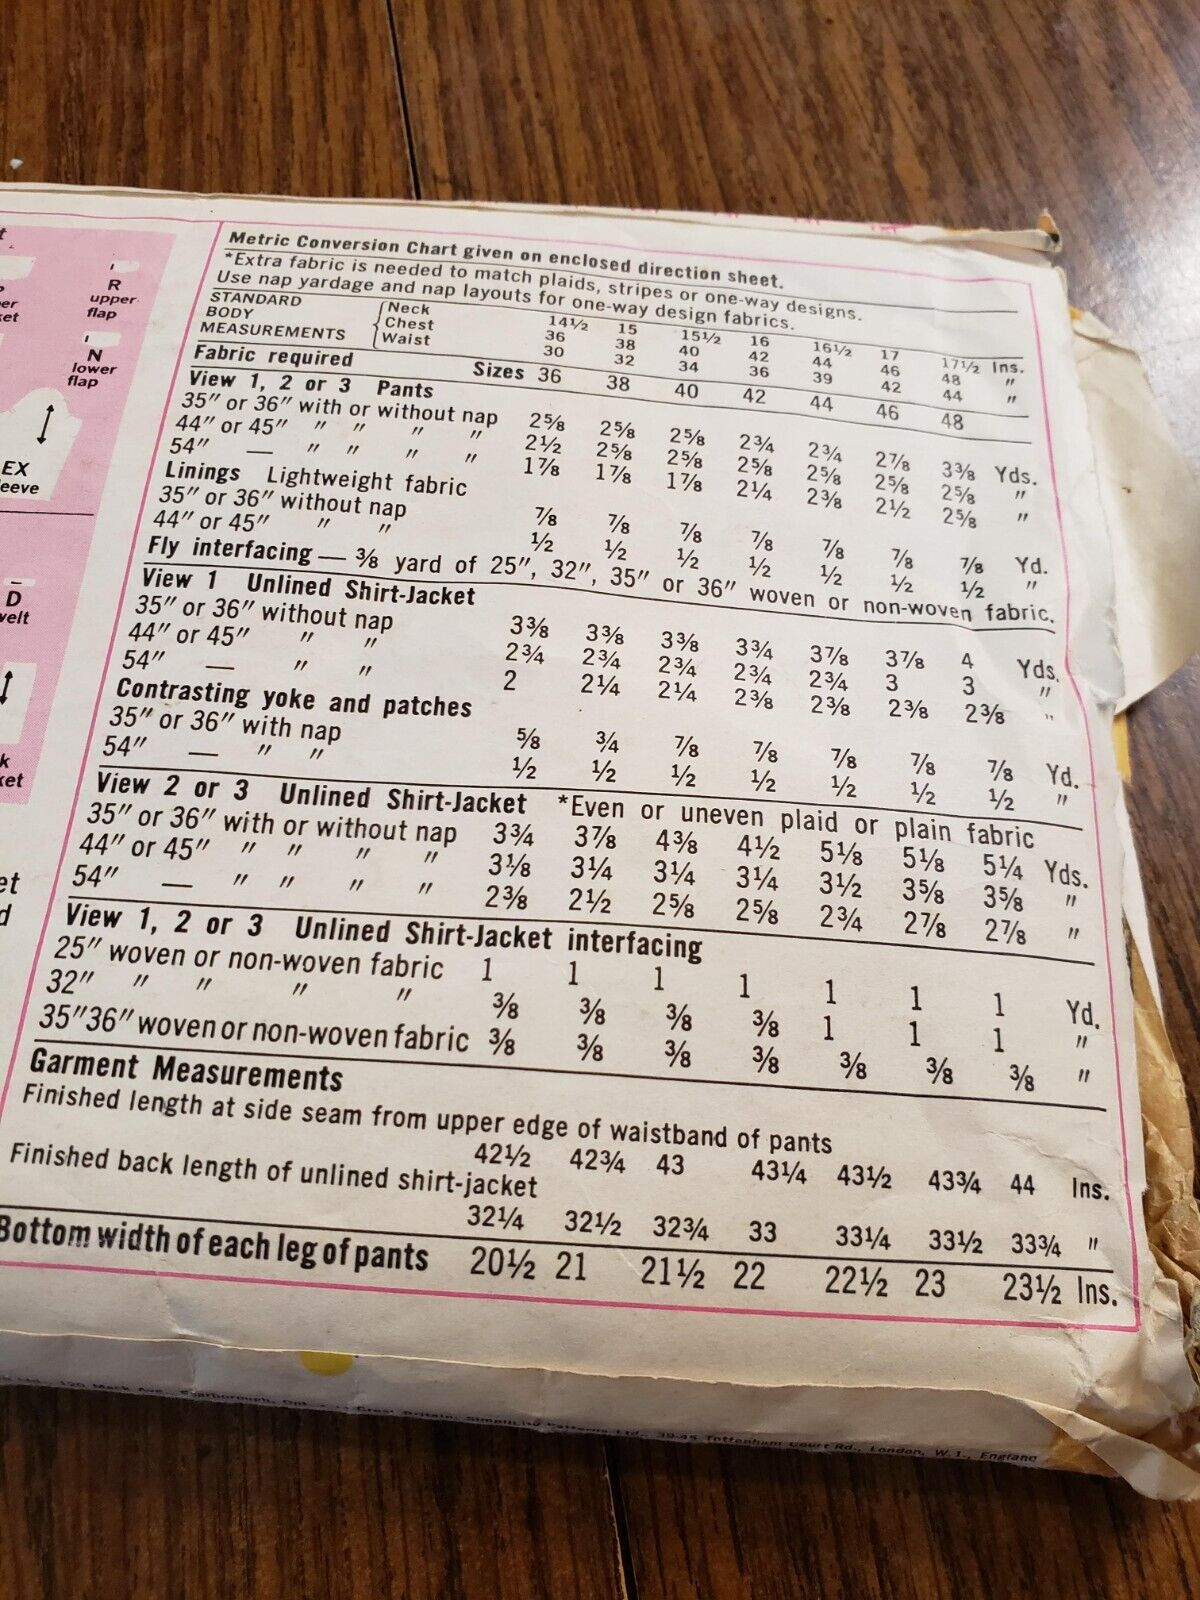 R
upper
flap
N
lower
flap
EX
D
Metric Conversion Chart given on enclosed direction sheet.
*Extra fabric is needed to match plaids, stripes or one-way designs.
Use nap yardage and nap layouts for one-way design fabrics.
STANDARD BODY MEASUREMENTS
Neck 14½ 15 15½ 16 16½ 17 17½ Ins.
Chest 36 38 40 42 44 46 48 "
Waist 30 32 34 36 39 42 44 "
Fabric required Sizes 36 38 40 42 44 46 48
View 1, 2 or 3 Pants
35" or 36" with or without nap 2⅝ 2⅝ 2⅝ 2¾ 2¾ 2⅞ 3⅜ Yds.
44" or 45" " " " " 2½ 2⅝ 2⅝ 2⅝ 2⅝ 2⅝ 2⅝ "
54" — " " " " 1⅞ 1⅞ 1⅞ 2¼ 2⅜ 2½ 2⅝ "
Linings Lightweight fabric
35" or 36" without nap ⅞ ⅞ ⅞ ⅞ ⅞ ⅞ ⅞ Yd.
44" or 45" " " ½ ½ ½ ½ ½ ½ ½ "
Fly interfacing — ⅜ yard of 25", 32", 35" or 36" woven or non-woven fabric.
View 1 Unlined Shirt-Jacket
35" or 36" without nap 3⅜ 3⅜ 3⅜ 3¾ 3⅞ 3⅞ 4 Yds.
44" or 45" " " 2¾ 2¾ 2¾ 2¾ 2¾ 3 3 "
54" — " " 2 2¼ 2¼ 2⅜ 2⅜ 2⅜ 2⅜ "
Contrasting yoke and patches
35" or 36" with nap ⅝ ¾ ⅞ ⅞ ⅞ ⅞ ⅞ Yd.
54" — " " ½ ½ ½ ½ ½ ½ ½ "
View 2 or 3 Unlined Shirt-Jacket *Even or uneven plaid or plain fabric
35" or 36" with or without nap 3¾ 3⅞ 4⅜ 4½ 5⅛ 5⅛ 5¼ Yds.
44" or 45" " " " " 3⅛ 3¼ 3¼ 3¼ 3½ 3⅝ 3⅝ "
54" — " " " " 2⅜ 2½ 2⅝ 2⅝ 2¾ 2⅞ 2⅞ "
View 1, 2 or 3 Unlined Shirt-Jacket interfacing
25" woven or non-woven fabric 1 1 1 1 1 1 1 Yd.
32" " " " " ⅜ ⅜ ⅜ ⅜ 1 1 1 "
35"36" woven or non-woven fabric ⅜ ⅜ ⅜ ⅜ ⅜ ⅜ ⅜ "
Garment Measurements
Finished length at side seam from upper edge of waistband of pants
42½ 42¾ 43 43¼ 43½ 43¾ 44 Ins.
Finished back length of unlined shirt-jacket
32¼ 32½ 32¾ 33 33¼ 33½ 33¾ "
Bottom width of each leg of pants 20½ 21 21½ 22 22½ 23 23½ Ins.
Ltd., 120 Mack Ave., Scarborough, Ont. Great Britain: Simplicity Patterns Ltd., 39-45 Tottenham Court Rd., London, W.1., England